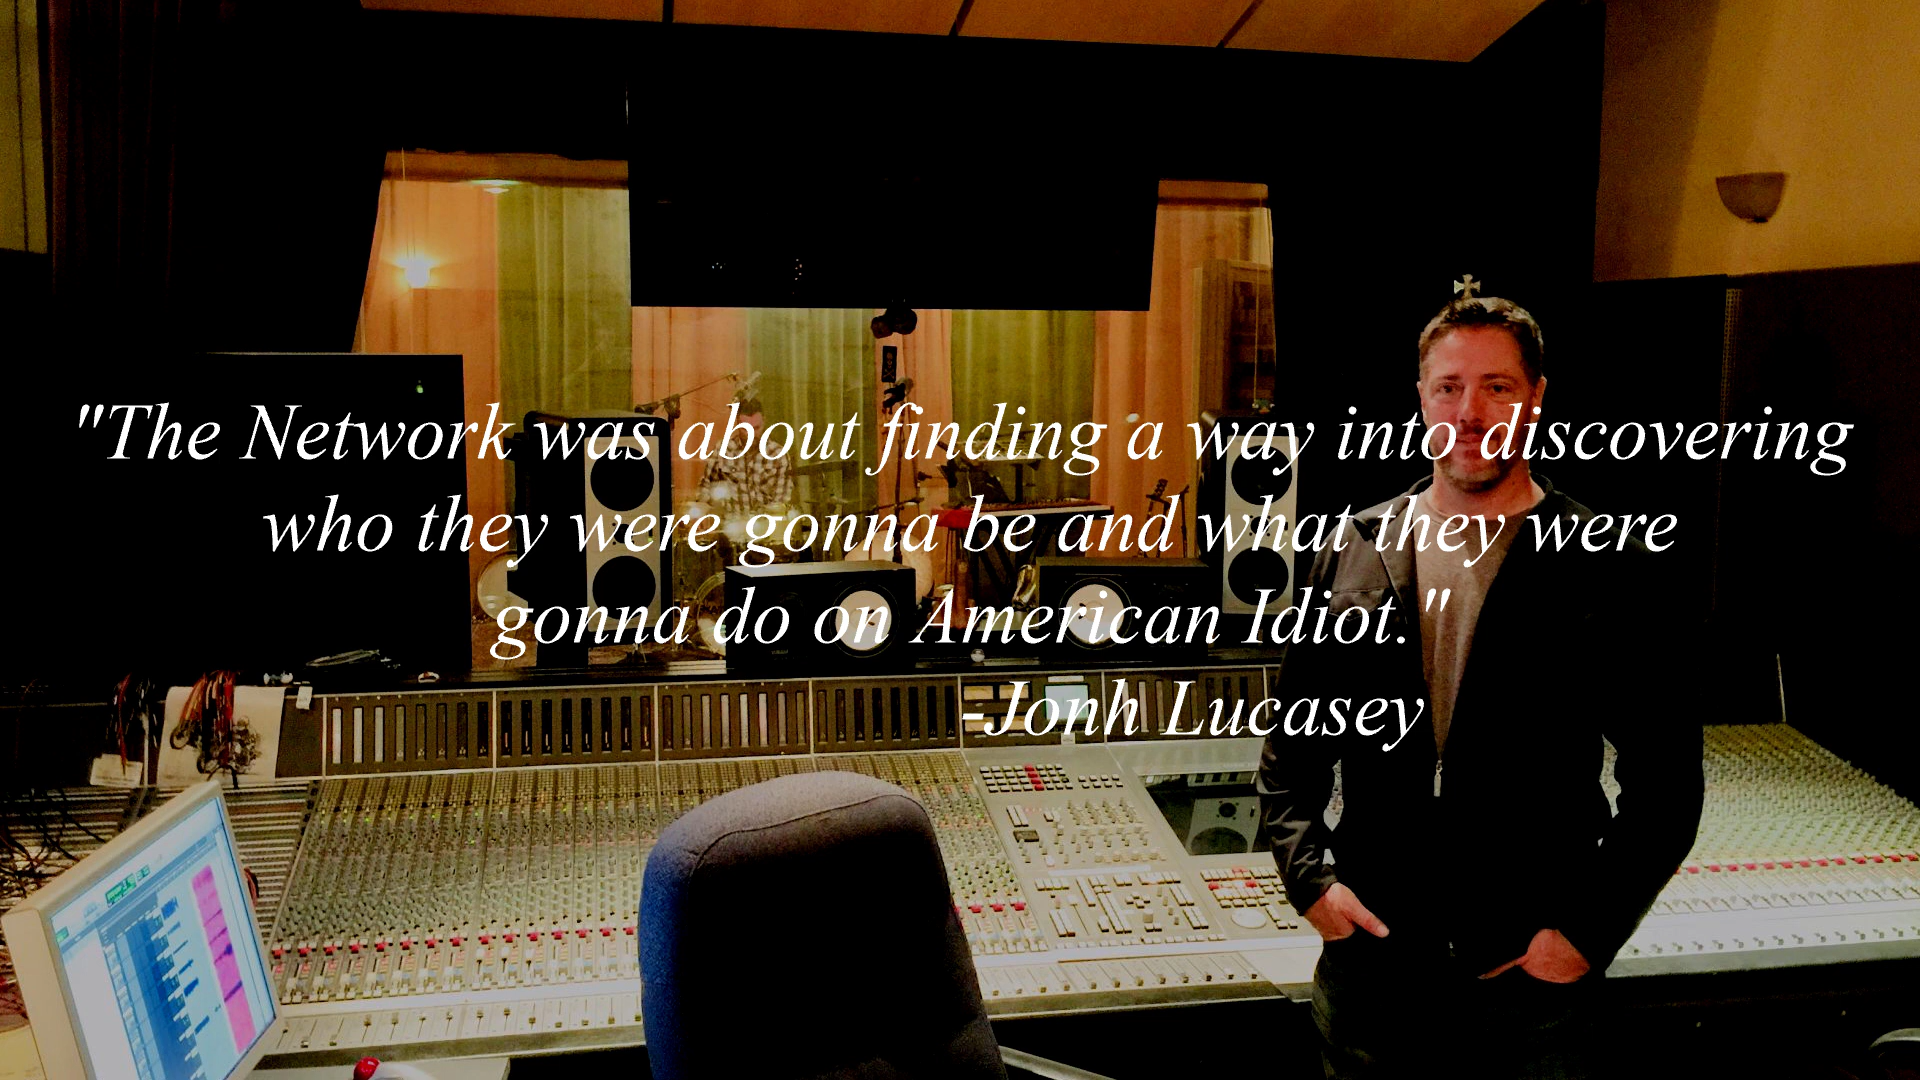 "The Network was about finding a way into discovering
who they were gonna be and what they were
gonna do on American Idiot."
-Jonh Lucasey